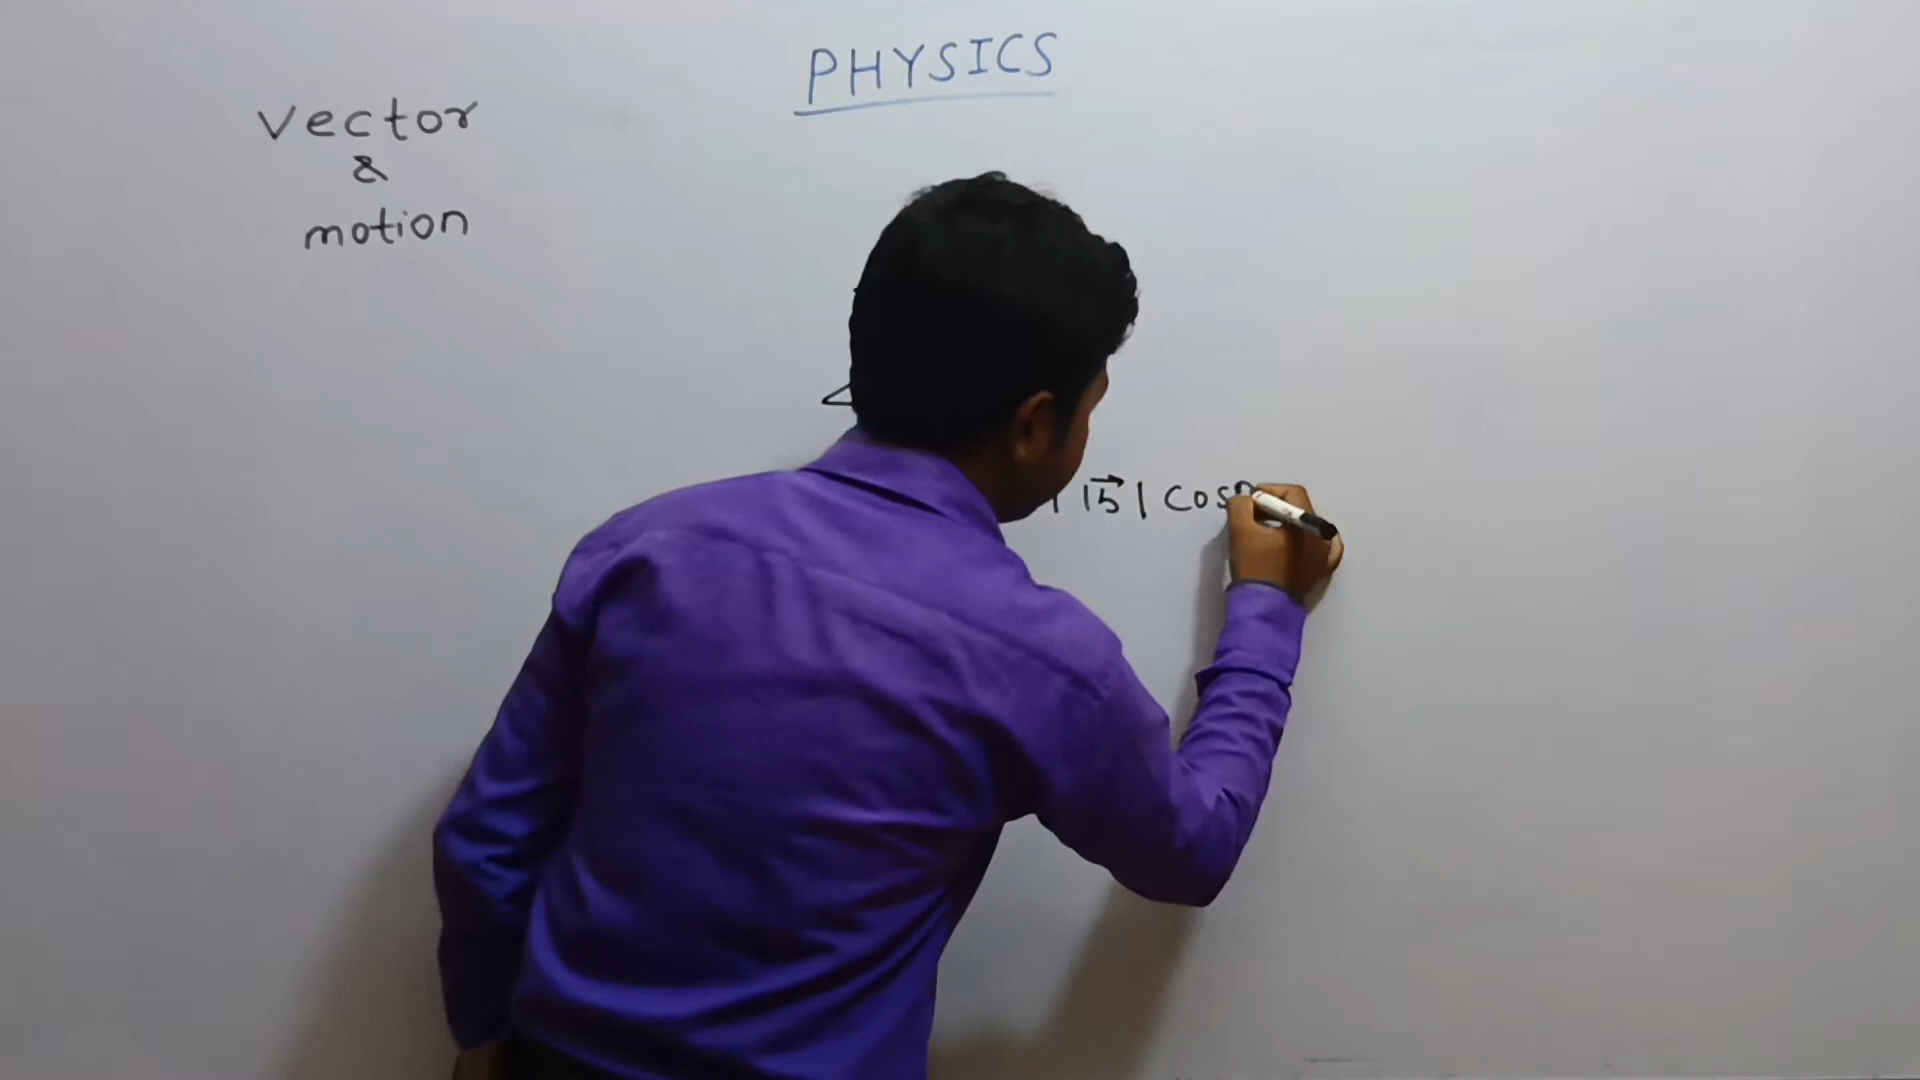 PHYSICS
Vector
&
motion
| |b⃗| cos